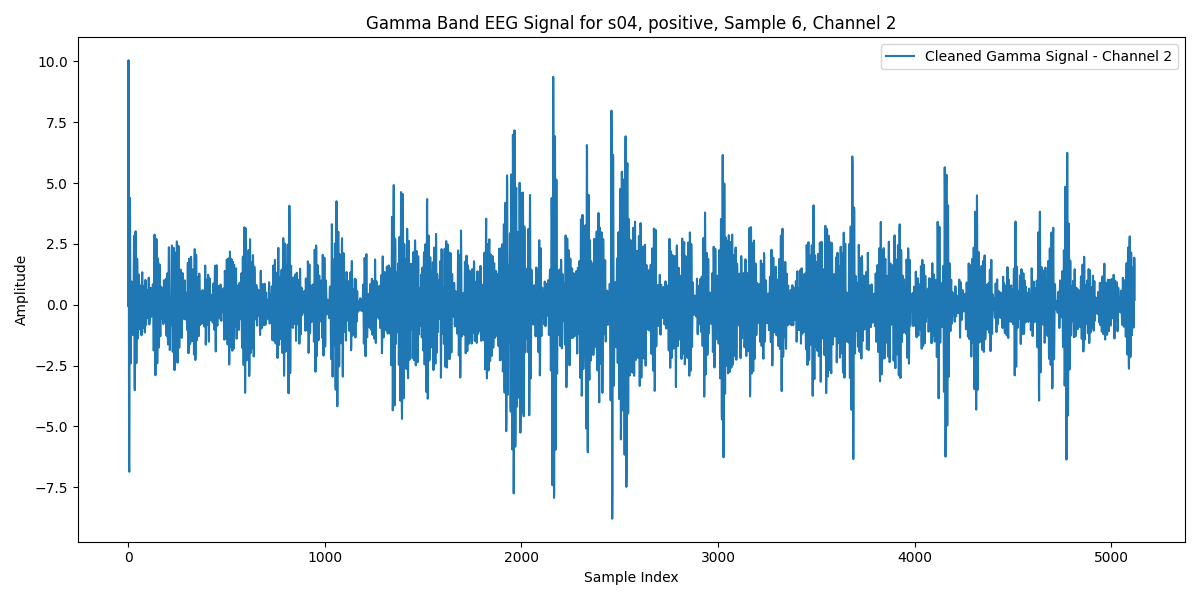 Gamma Band EEG Signal for s04, positive, Sample 6, Channel 2
Cleaned Gamma Signal - Channel 2
10.0
7.5
5.0
2.5
0.0
−2.5
−5.0
−7.5
Amplitude
0 1000 2000 3000 4000 5000
Sample Index